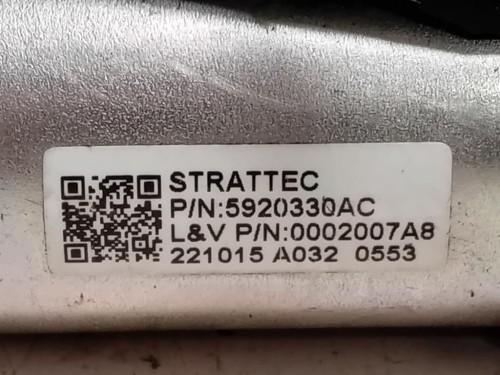 STRATTEC
P/N:5920330AC
L&V P/N:0002007A8
221015 A032 0553